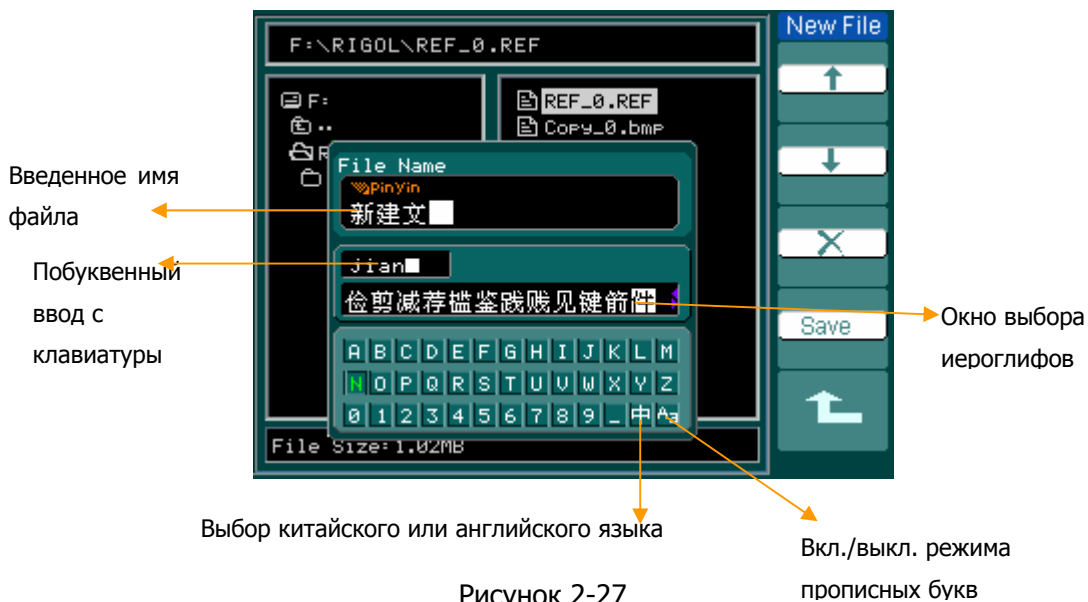 New File
F:\RIGOL\REF_0.REF
F:
REF_0.REF
..
Copy_0.bmp
R
File Name
PinYin
新建文
jian
俭剪减荐槛鉴践贱见键箭件
A B C D E F G H I J K L M
N O P Q R S T U V W X Y Z
0 1 2 3 4 5 6 7 8 9 _ 中 Aa
File Size: 1.02MB
Save
Введенное имя
файла
Побуквенный
ввод с
клавиатуры
Окно выбора
иероглифов
Выбор китайского или английского языка
Вкл./выкл. режима
прописных букв
Рисунок 2-27